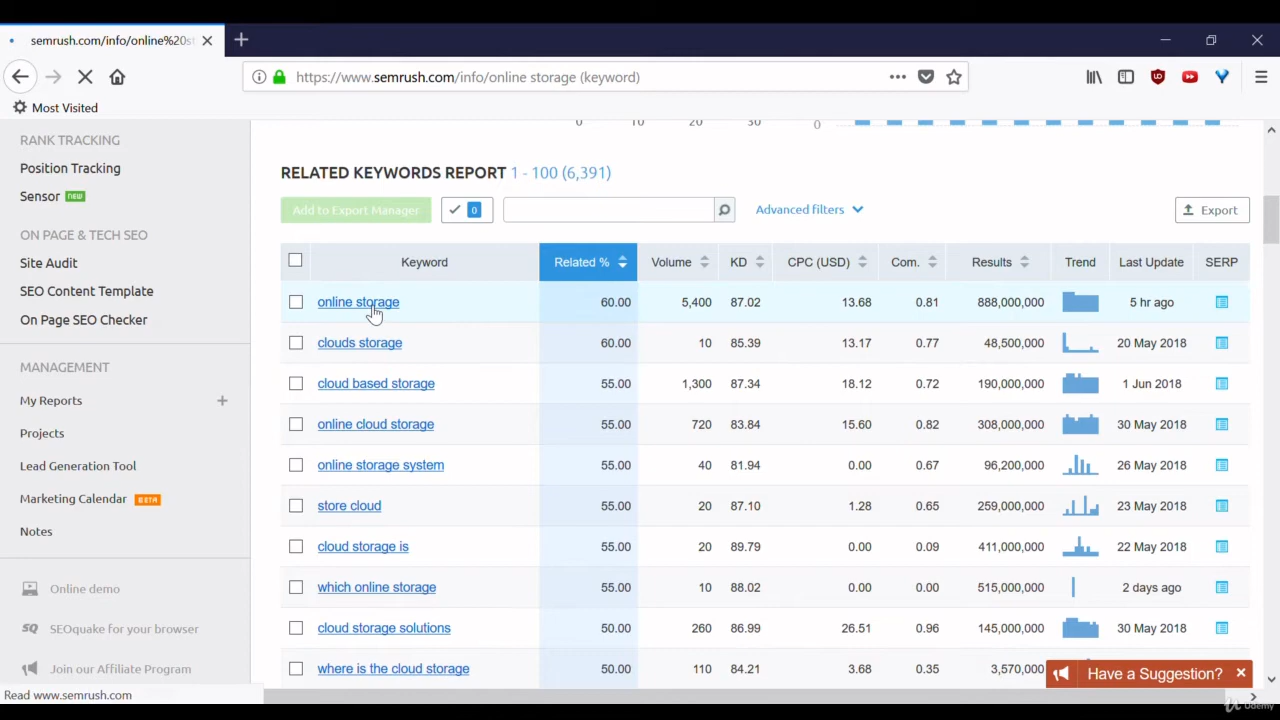 semrush.com/info/online%20st
https://www.semrush.com/info/online storage (keyword)
Most Visited
RANK TRACKING
Position Tracking
Sensor NEW
ON PAGE & TECH SEO
Site Audit
SEO Content Template
On Page SEO Checker
MANAGEMENT
My Reports
Projects
Lead Generation Tool
Marketing Calendar BETA
Notes
Online demo
SQ SEOquake for your browser
Join our Affiliate Program
Read www.semrush.com
0 10 20 30 0
RELATED KEYWORDS REPORT 1 - 100 (6,391)
Add to Export Manager 0 Advanced filters Export
Keyword Related % Volume KD CPC (USD) Com. Results Trend Last Update SERP
online storage 60.00 5,400 87.02 13.68 0.81 888,000,000 5 hr ago
clouds storage 60.00 10 85.39 13.17 0.77 48,500,000 20 May 2018
cloud based storage 55.00 1,300 87.34 18.12 0.72 190,000,000 1 Jun 2018
online cloud storage 55.00 720 83.84 15.60 0.82 308,000,000 30 May 2018
online storage system 55.00 40 81.94 0.00 0.67 96,200,000 26 May 2018
store cloud 55.00 20 87.10 1.28 0.65 259,000,000 23 May 2018
cloud storage is 55.00 20 89.79 0.00 0.09 411,000,000 22 May 2018
which online storage 55.00 10 88.02 0.00 0.00 515,000,000 2 days ago
cloud storage solutions 50.00 260 86.99 26.51 0.96 145,000,000 30 May 2018
where is the cloud storage 50.00 110 84.21 3.68 0.35 3,570,000
Have a Suggestion?
Udemy